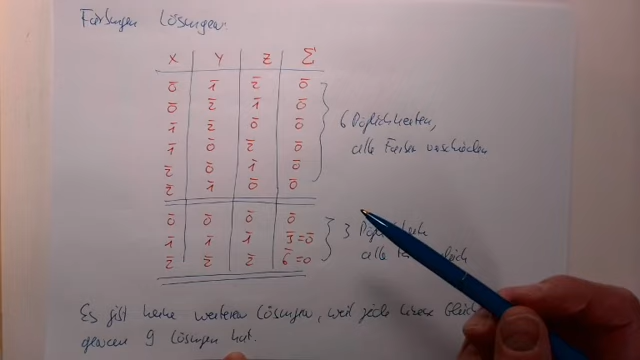 Färbungen Lösungen:
X Y Z Σ
0̄ 1̄ 2̄ 0̄
0̄ 2̄ 1̄ 0̄
1̄ 2̄ 0̄ 0̄
1̄ 0̄ 2̄ 0̄
2̄ 0̄ 1̄ 0̄
2̄ 1̄ 0̄ 0̄
6 Möglichkeiten,
alle Farben verschieden
0̄ 0̄ 0̄ 0̄
1̄ 1̄ 1̄ 3̄=0̄
2̄ 2̄ 2̄ 6̄=0
3
alle
Es gibt keine weiteren Lösungen, weil jede lineare Gleich
genau 9 Lösungen hat.